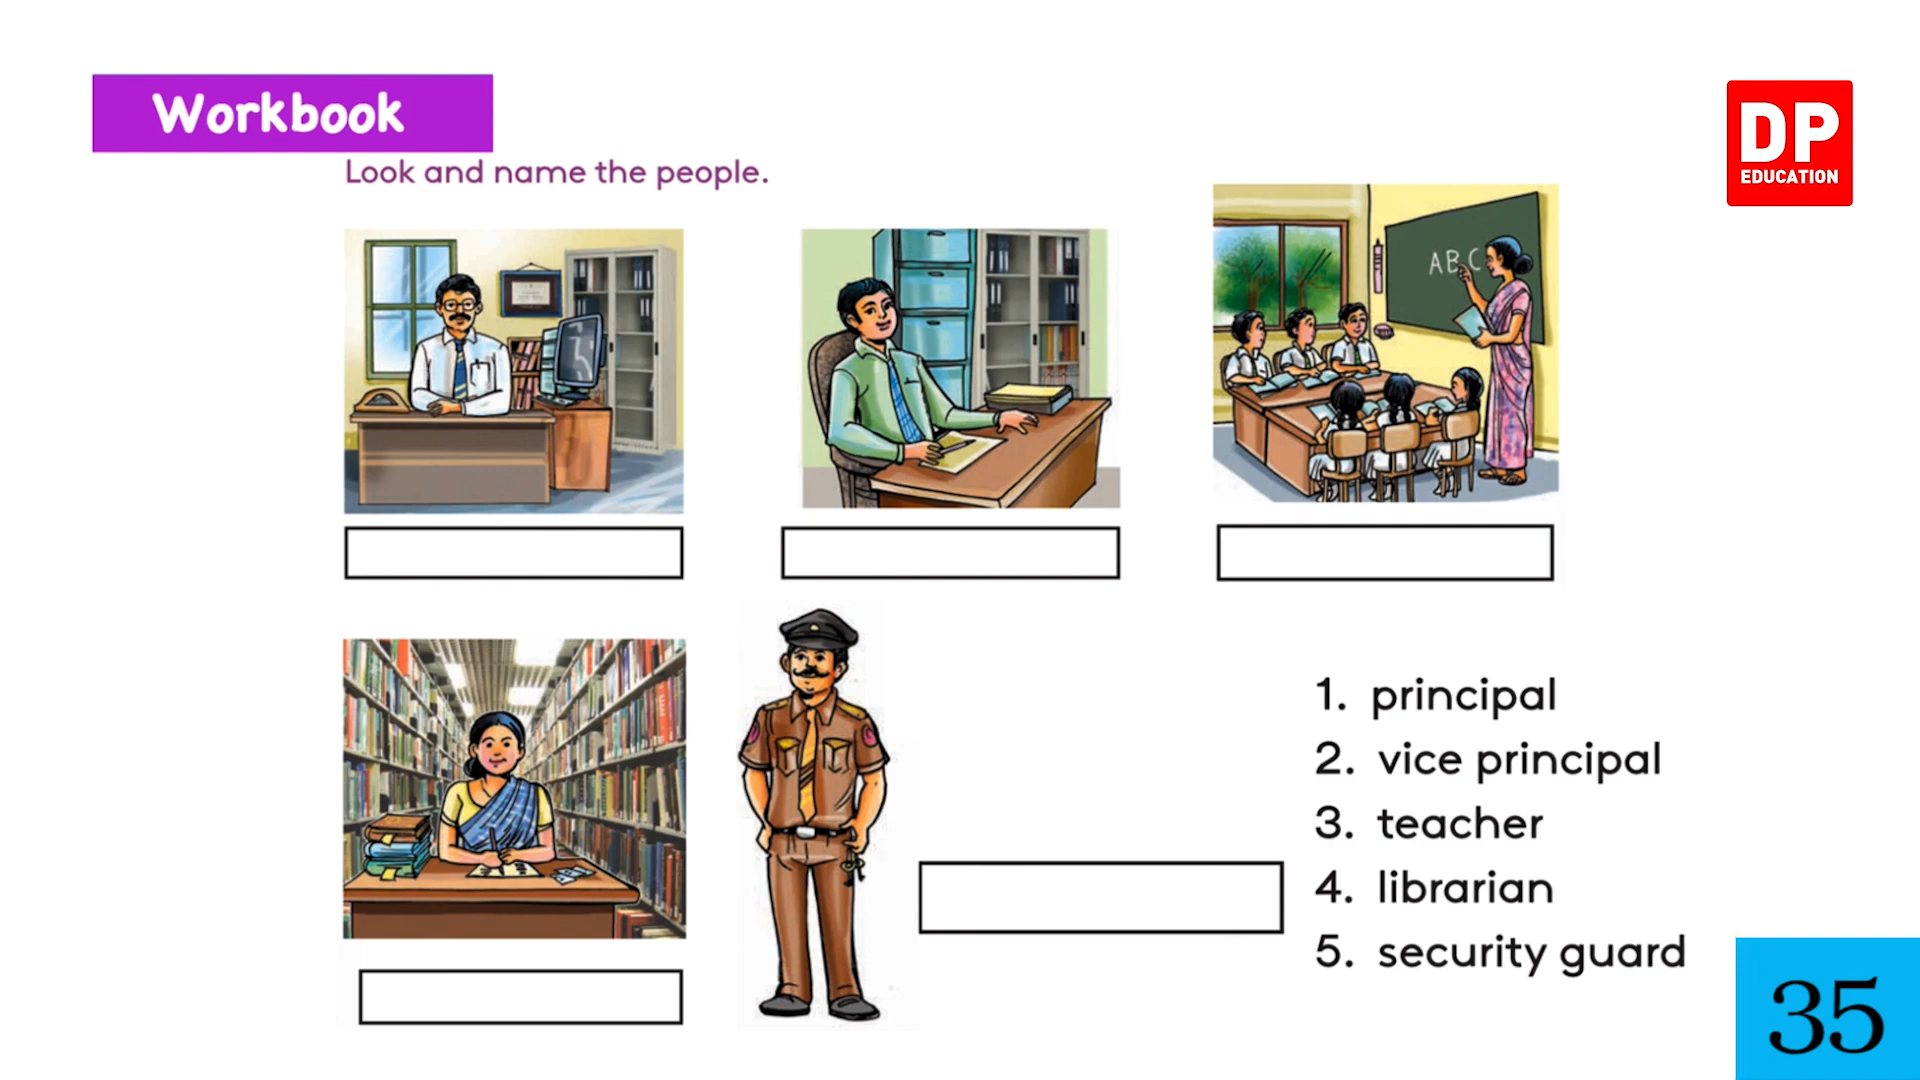 Workbook
DP
EDUCATION
Look and name the people.
ABC
1. principal
2. vice principal
3. teacher
4. librarian
5. security guard
35